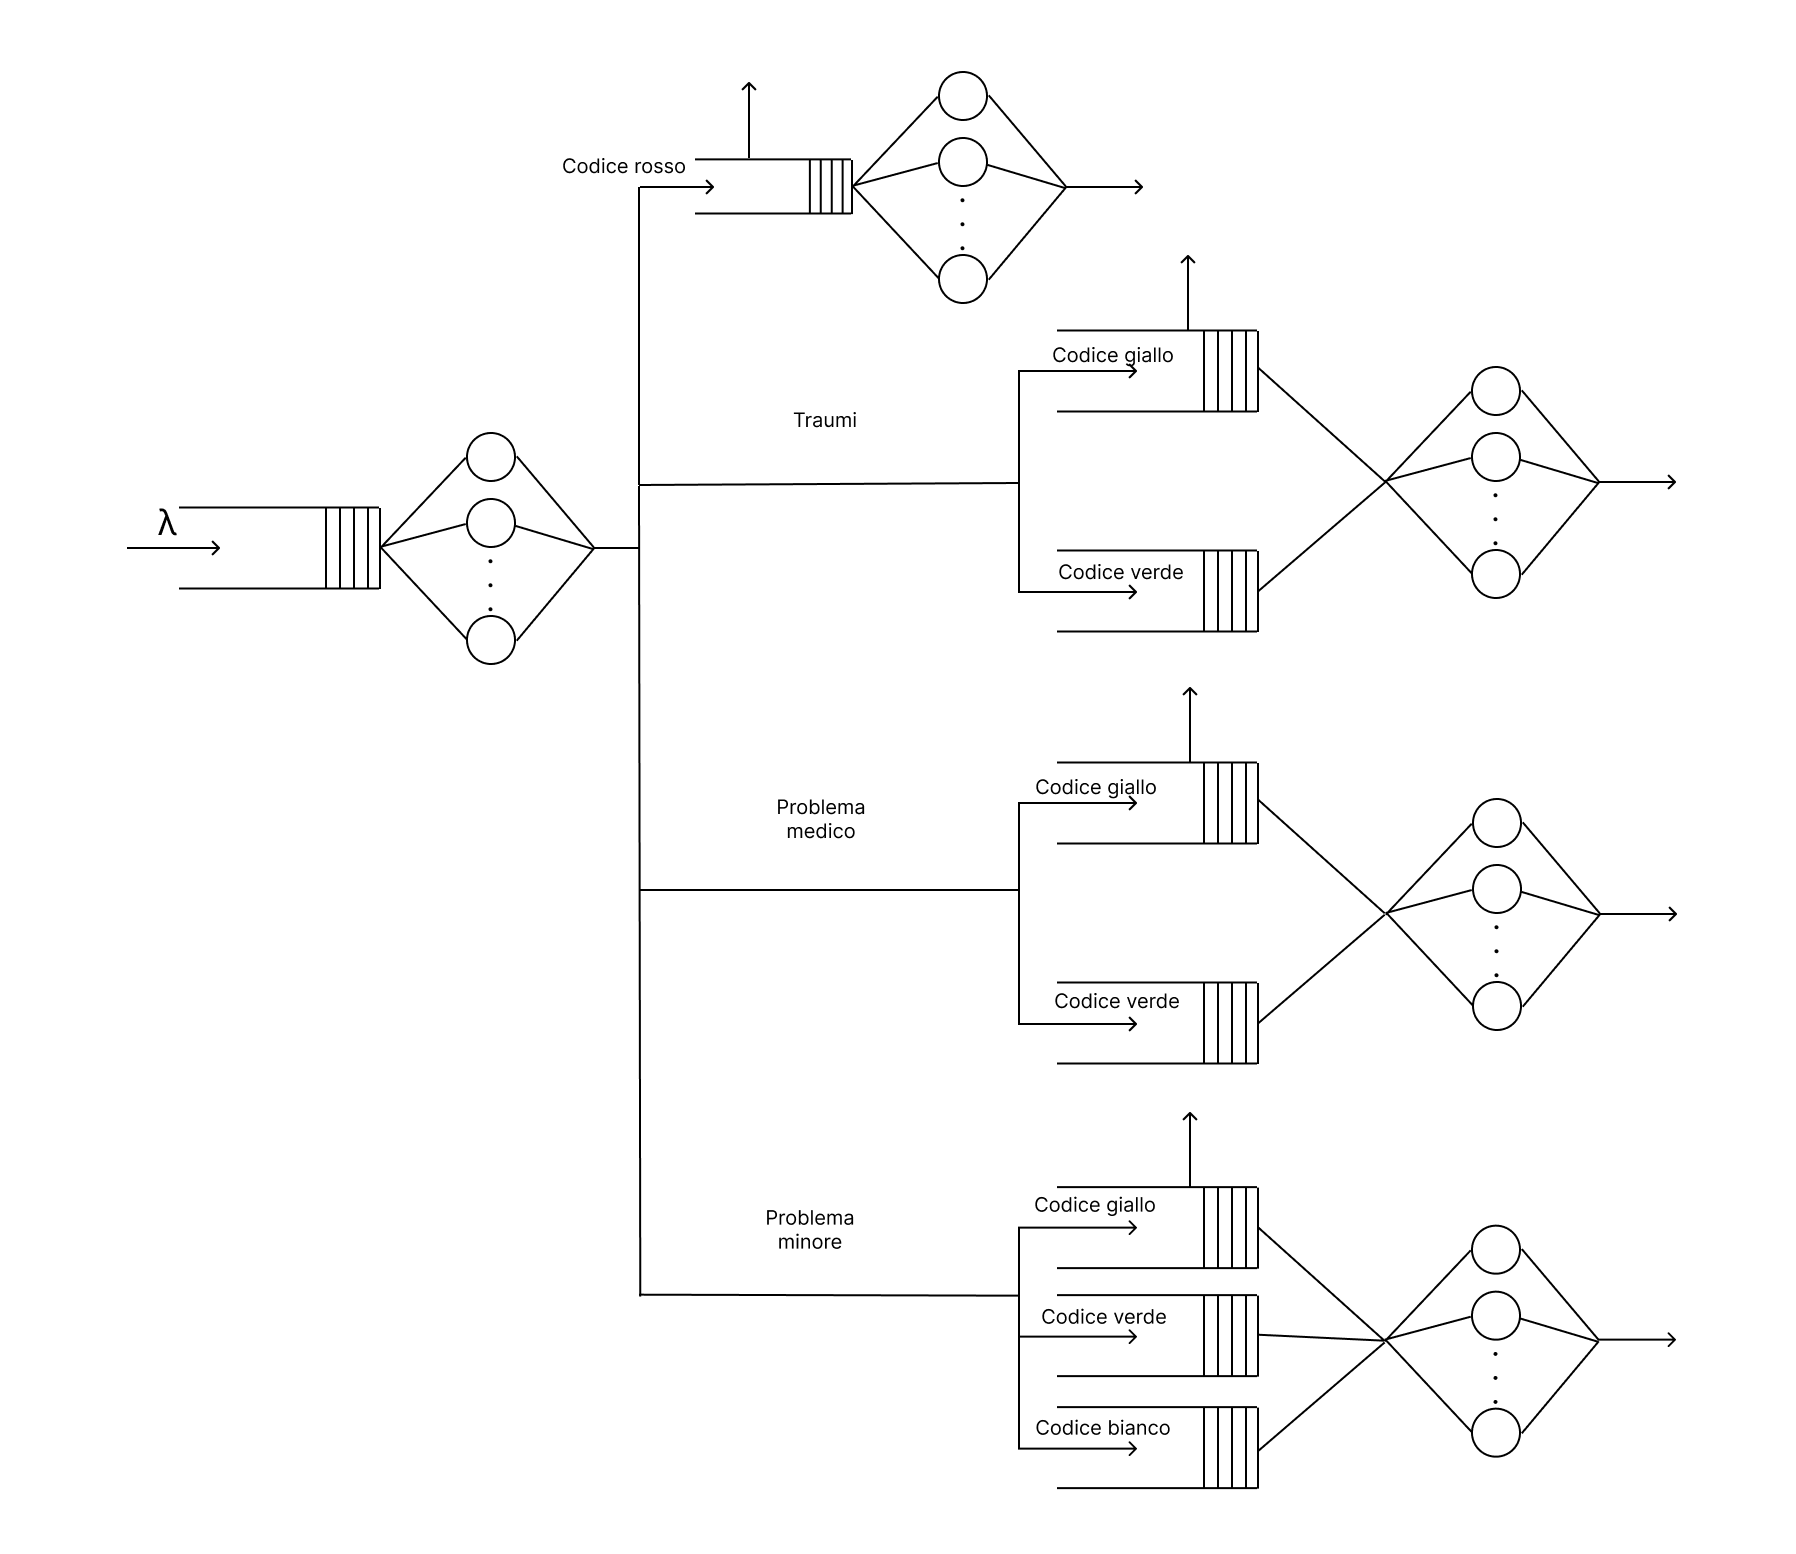 Codice rosso
Codice giallo
Traumi
λ
Codice verde
Codice giallo
Problema
medico
Codice verde
Codice giallo
Problema
minore
Codice verde
Codice bianco